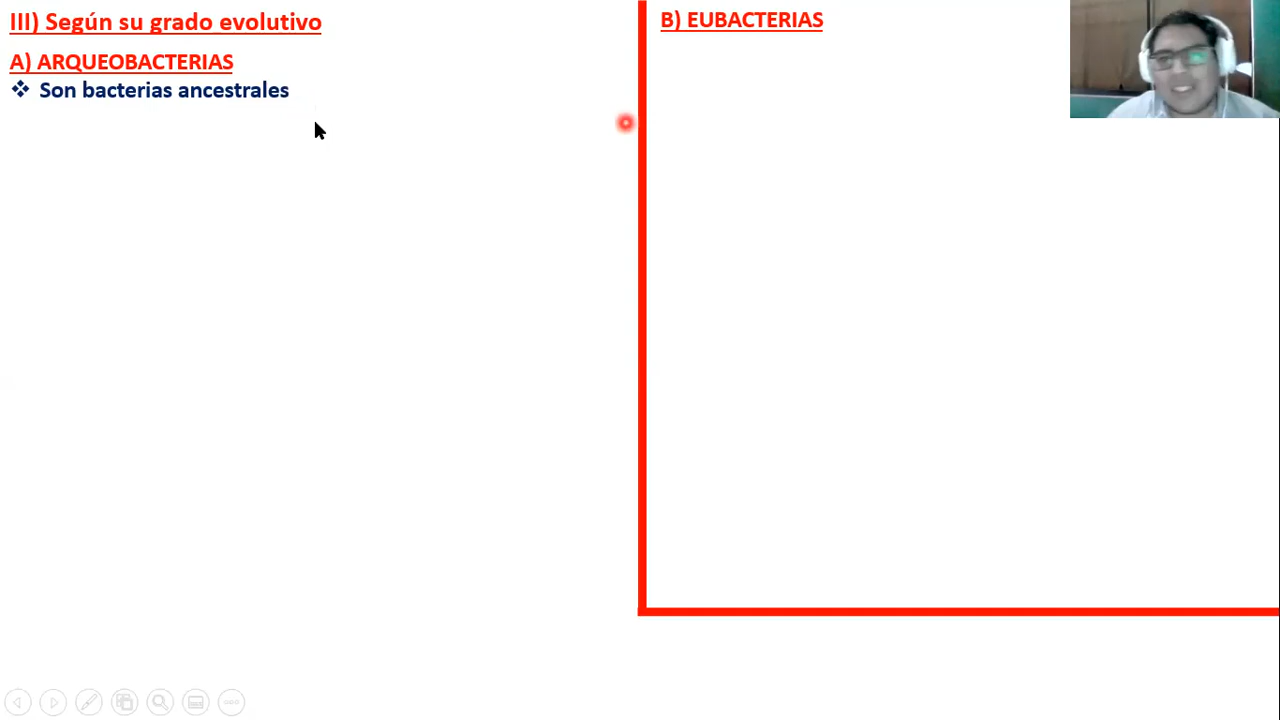 III) Según su grado evolutivo
A) ARQUEOBACTERIAS
❖ Son bacterias ancestrales
B) EUBACTERIAS